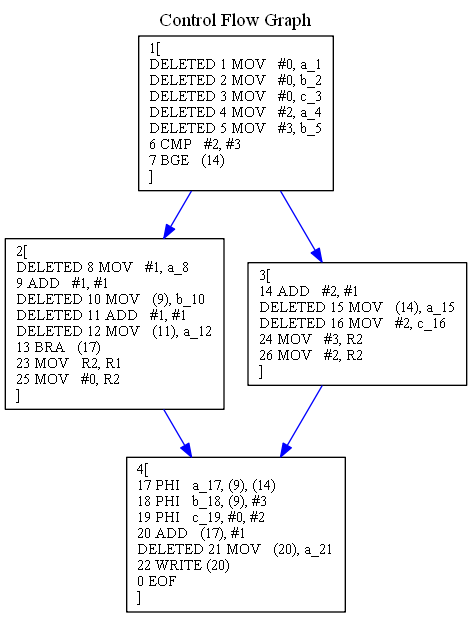 Control Flow Graph
1[
DELETED 1 MOV #0, a_1
DELETED 2 MOV #0, b_2
DELETED 3 MOV #0, c_3
DELETED 4 MOV #2, a_4
DELETED 5 MOV #3, b_5
6 CMP #2, #3
7 BGE (14)
]
2[
DELETED 8 MOV #1, a_8
9 ADD #1, #1
DELETED 10 MOV (9), b_10
DELETED 11 ADD #1, #1
DELETED 12 MOV (11), a_12
13 BRA (17)
23 MOV R2, R1
25 MOV #0, R2
]
3[
14 ADD #2, #1
DELETED 15 MOV (14), a_15
DELETED 16 MOV #2, c_16
24 MOV #3, R2
26 MOV #2, R2
]
4[
17 PHI a_17, (9), (14)
18 PHI b_18, (9), #3
19 PHI c_19, #0, #2
20 ADD (17), #1
DELETED 21 MOV (20), a_21
22 WRITE (20)
0 EOF
]